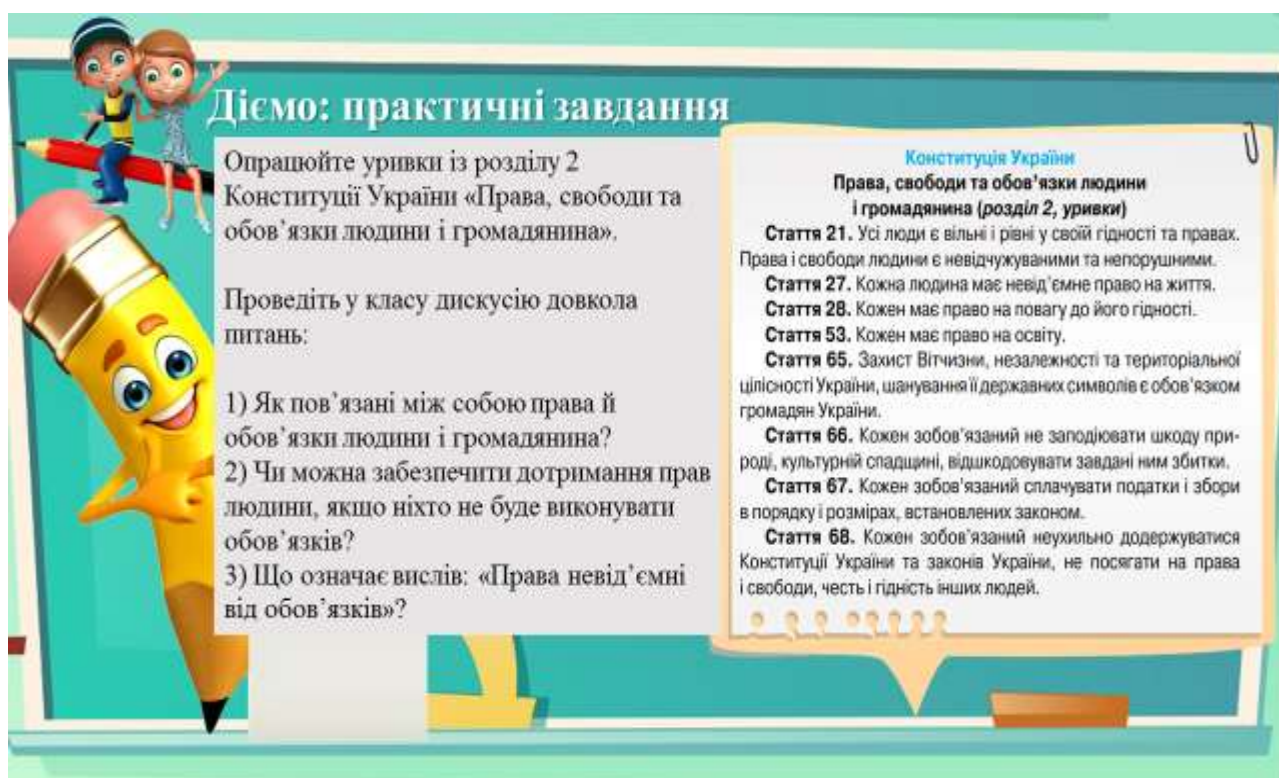 Діємо: практичні завдання
Опрацюйте уривки із розділу 2
Конституції України «Права, свободи та
обов’язки людини і громадянина».
Проведіть у класу дискусію довкола
питань:
1) Як пов’язані між собою права й
обов’язки людини і громадянина?
2) Чи можна забезпечити дотримання прав
людини, якщо ніхто не буде виконувати
обов’язків?
3) Що означає вислів: «Права невід’ємні
від обов’язків»?
Конституція України
Права, свободи та обов’язки людини
і громадянина (розділ 2, уривки)
Стаття 21. Усі люди є вільні і рівні у своїй гідності та правах.
Права і свободи людини є невідчужуваними та непорушними.
Стаття 27. Кожна людина має невід’ємне право на життя.
Стаття 28. Кожен має право на повагу до його гідності.
Стаття 53. Кожен має право на освіту.
Стаття 65. Захист Вітчизни, незалежності та територіальної
цілісності України, шанування її державних символів є обов’язком
громадян України.
Стаття 66. Кожен зобов’язаний не заподіювати шкоду при-
роді, культурній спадщині, відшкодовувати завдані ним збитки.
Стаття 67. Кожен зобов’язаний сплачувати податки і збори
в порядку і розмірах, встановлених законом.
Стаття 68. Кожен зобов’язаний неухильно додержуватися
Конституції України та законів України, не посягати на права
і свободи, честь і гідність інших людей.